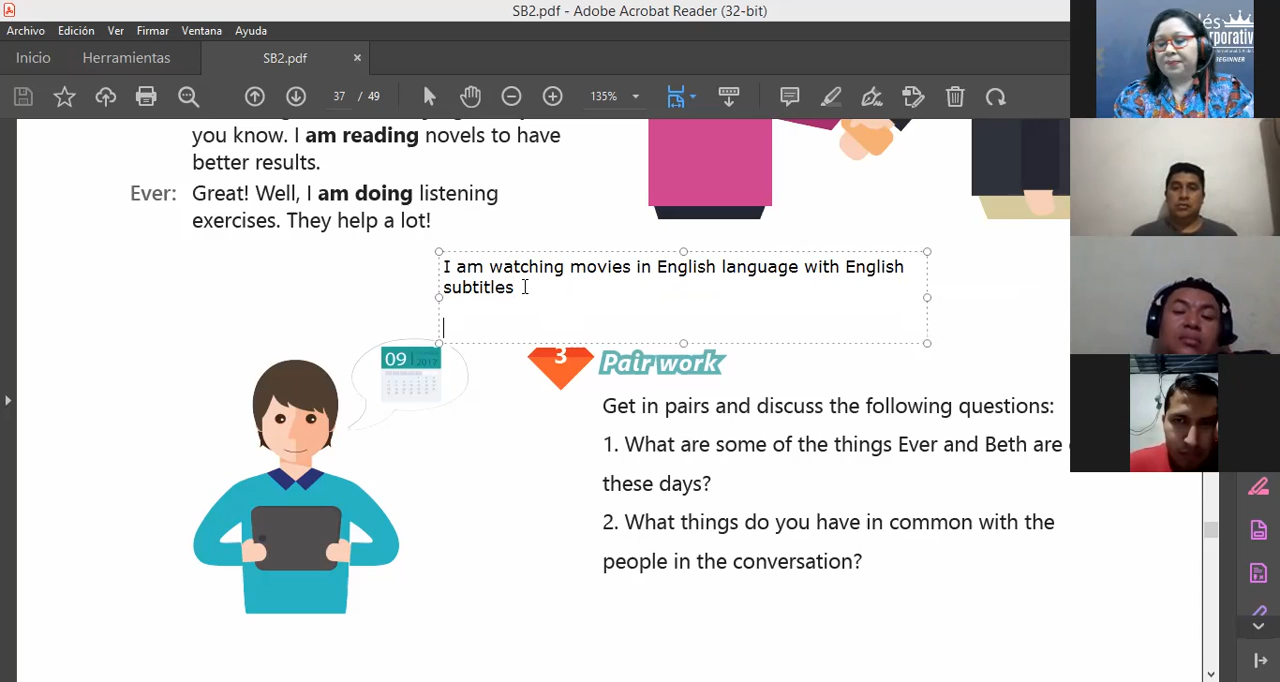 SB2.pdf - Adobe Acrobat Reader (32-bit)
Archivo Edición Ver Firmar Ventana Ayuda
Inicio Herramientas SB2.pdf ×
37 / 49 135%
you know. I am reading novels to have
better results.
Ever: Great! Well, I am doing listening
exercises. They help a lot!
I am watching movies in English language with English
subtitles
09 2017
3 Pair work
Get in pairs and discuss the following questions:
1. What are some of the things Ever and Beth are
these days?
2. What things do you have in common with the
people in the conversation?
BEGINNER